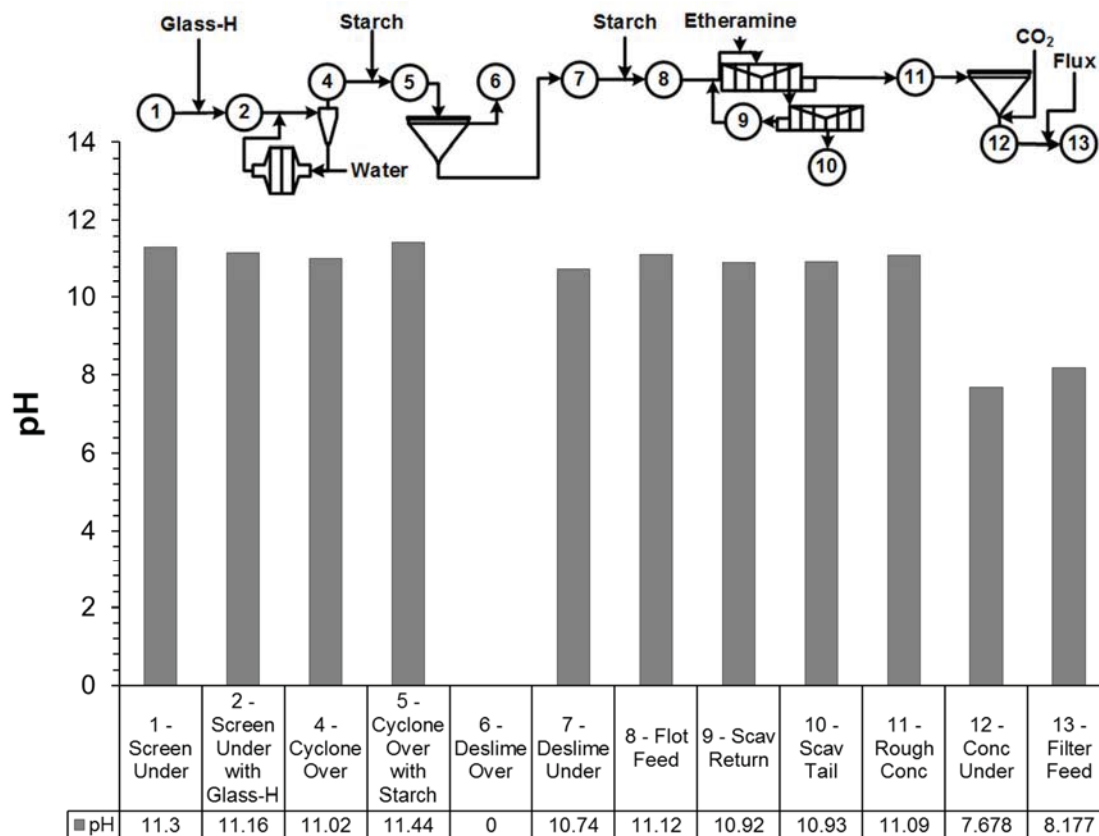 Glass-H
Starch
Starch
Etheramine
CO₂
Flux
1
2
4
5
6
7
8
9
10
11
12
13
Water
pH
14
12
10
8
6
4
2
0
1 -
Screen
Under
2 -
Screen
Under
with
Glass-H
4 -
Cyclone
Over
5 -
Cyclone
Over
with
Starch
6 -
Deslime
Over
7 -
Deslime
Under
8 - Flot
Feed
9 - Scav
Return
10 -
Scav
Tail
11 -
Rough
Conc
12 -
Conc
Under
13 -
Filter
Feed
pH 11.3 11.16 11.02 11.44 0 10.74 11.12 10.92 10.93 11.09 7.678 8.177